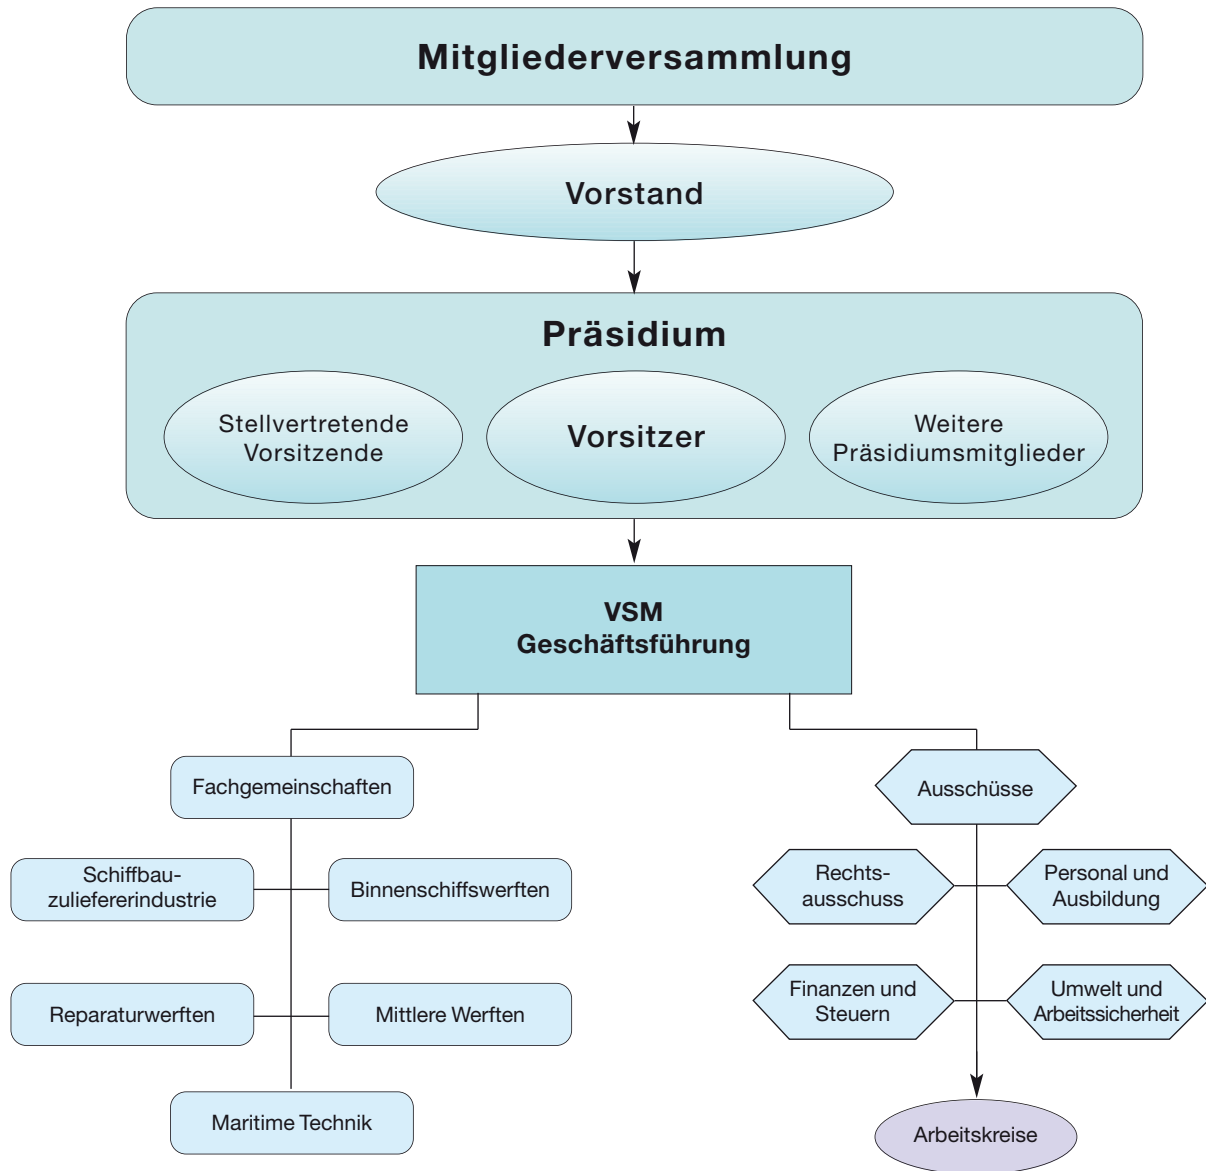 Mitgliederversammlung
Vorstand
Präsidium
Stellvertretende
Vorsitzende
Vorsitzer
Weitere
Präsidiumsmitglieder
VSM
Geschäftsführung
Fachgemeinschaften
Schiffbau-
zuliefererindustrie
Binnenschiffswerften
Reparaturwerften
Mittlere Werften
Maritime Technik
Ausschüsse
Rechts-
ausschuss
Personal und
Ausbildung
Finanzen und
Steuern
Umwelt und
Arbeitssicherheit
Arbeitskreise